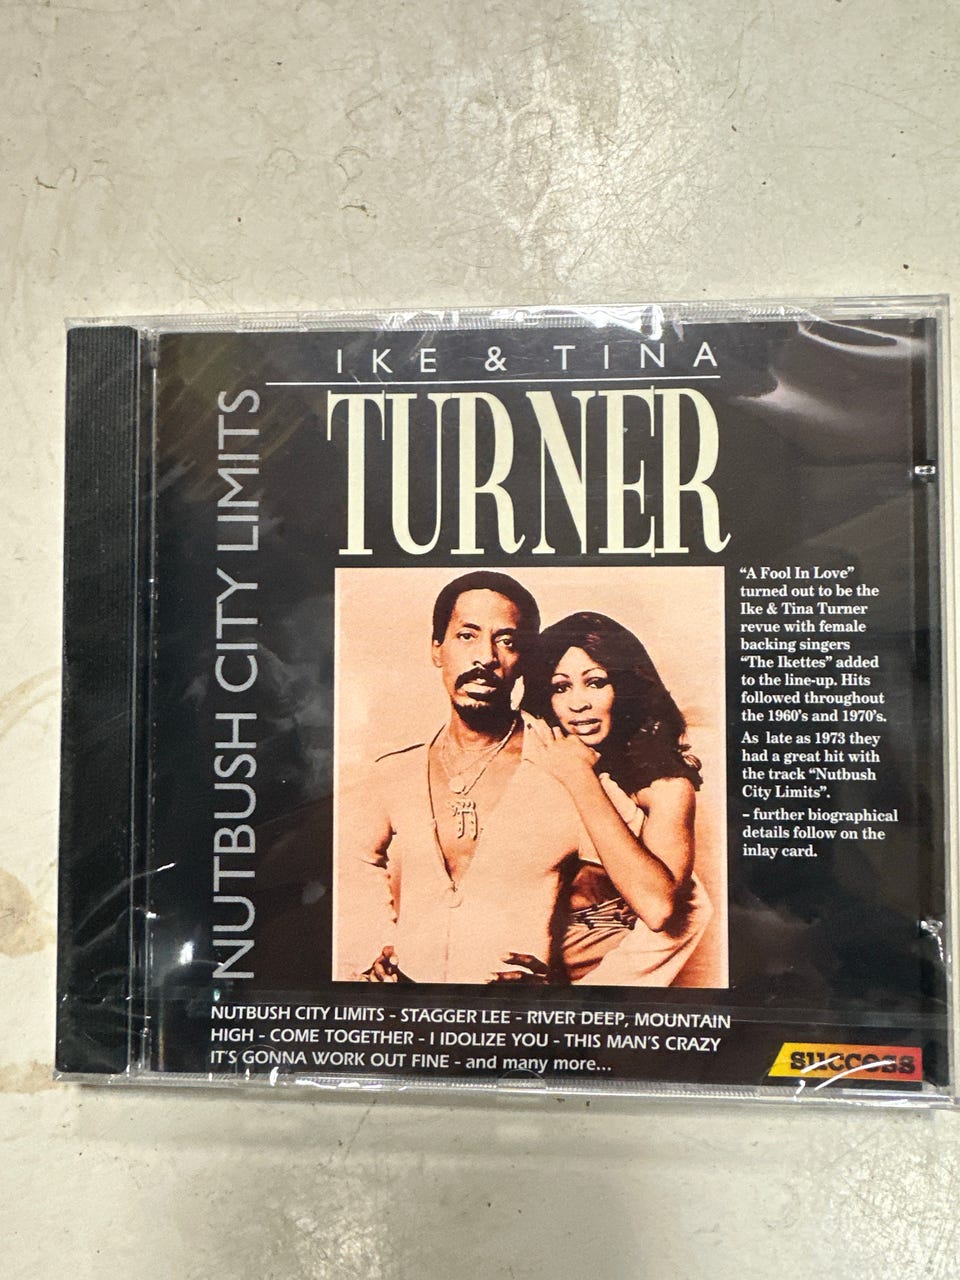 IKE & TINA
TURNER
NUTBUSH CITY LIMITS
“A Fool In Love”
turned out to be the
Ike & Tina Turner
revue with female
backing singers
“The Ikettes” added
to the line-up. Hits
followed throughout
the 1960’s and 1970’s.
As late as 1973 they
had a great hit with
the track “Nutbush
City Limits”.
– further biographical
details follow on the
inlay card.
NUTBUSH CITY LIMITS - STAGGER LEE - RIVER DEEP, MOUNTAIN
HIGH - COME TOGETHER - I IDOLIZE YOU - THIS MAN'S CRAZY
IT'S GONNA WORK OUT FINE - and many more...
success